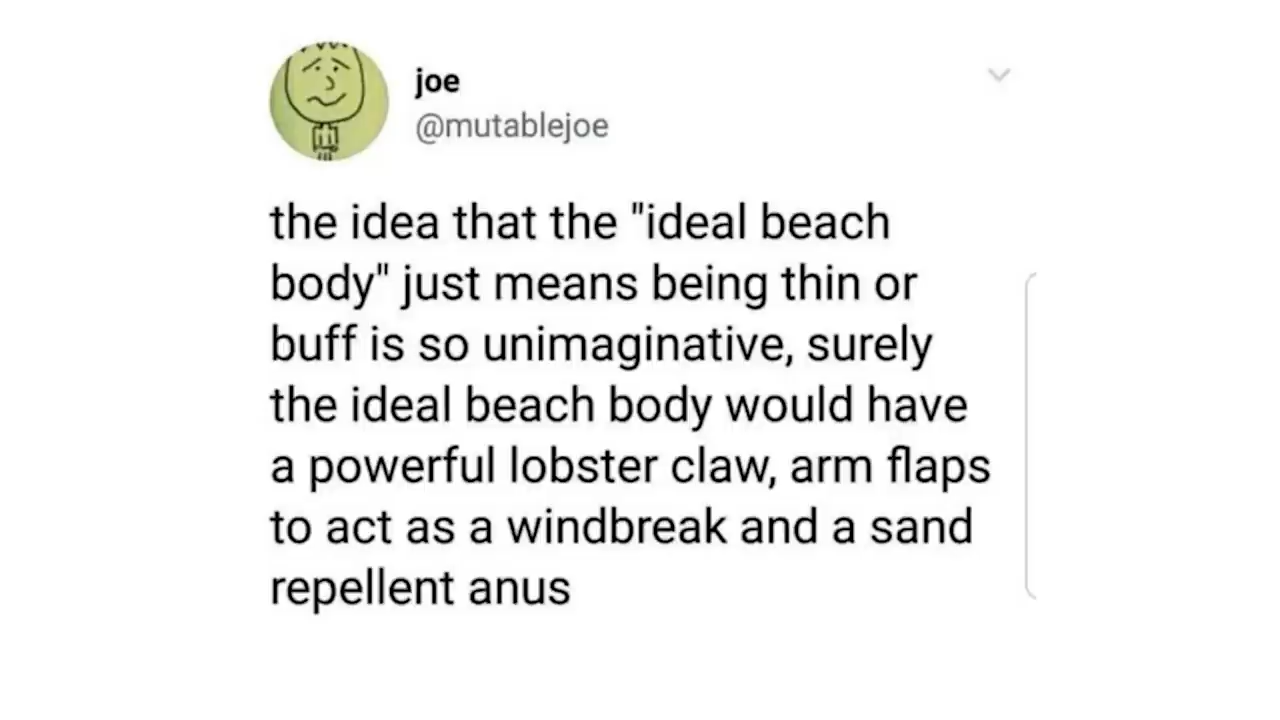 joe
@mutablejoe
the idea that the "ideal beach
body" just means being thin or
buff is so unimaginative, surely
the ideal beach body would have
a powerful lobster claw, arm flaps
to act as a windbreak and a sand
repellent anus